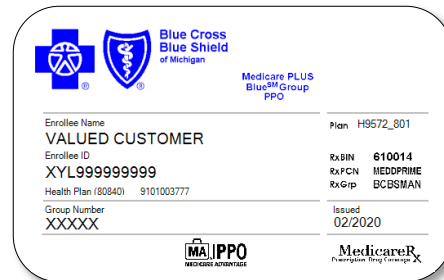 Blue Cross
Blue Shield
of Michigan
Medicare PLUS
Blue℠ Group
PPO
Enrollee Name
VALUED CUSTOMER
Enrollee ID
XYL999999999
Health Plan (80840) 9101003777
Group Number
XXXXX
Plan H9572_801
RxBIN 610014
RxPCN MEDDPRIME
RxGrp BCBSMAN
Issued
02/2020
MA PPO
MEDICARE ADVANTAGE
MedicareRx
Prescription Drug Coverage